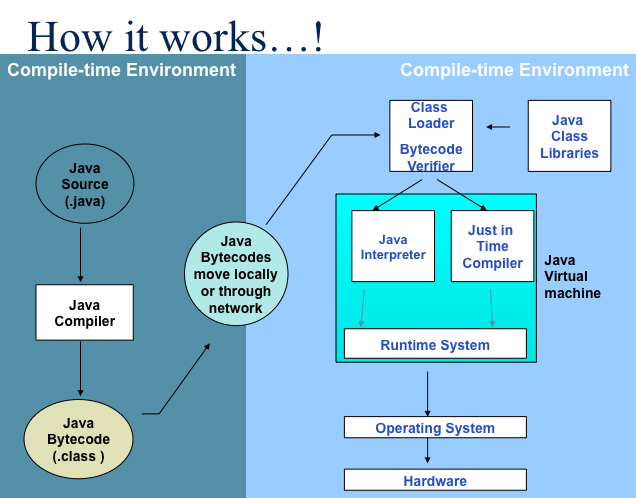 How it works…!
Compile-time Environment
Compile-time Environment
Java
Source
(.java)
Java
Compiler
Java
Bytecode
(.class )
Java
Bytecodes
move locally
or through
network
Class
Loader
Bytecode
Verifier
Java
Class
Libraries
Java
Interpreter
Just in
Time
Compiler
Java
Virtual
machine
Runtime System
Operating System
Hardware